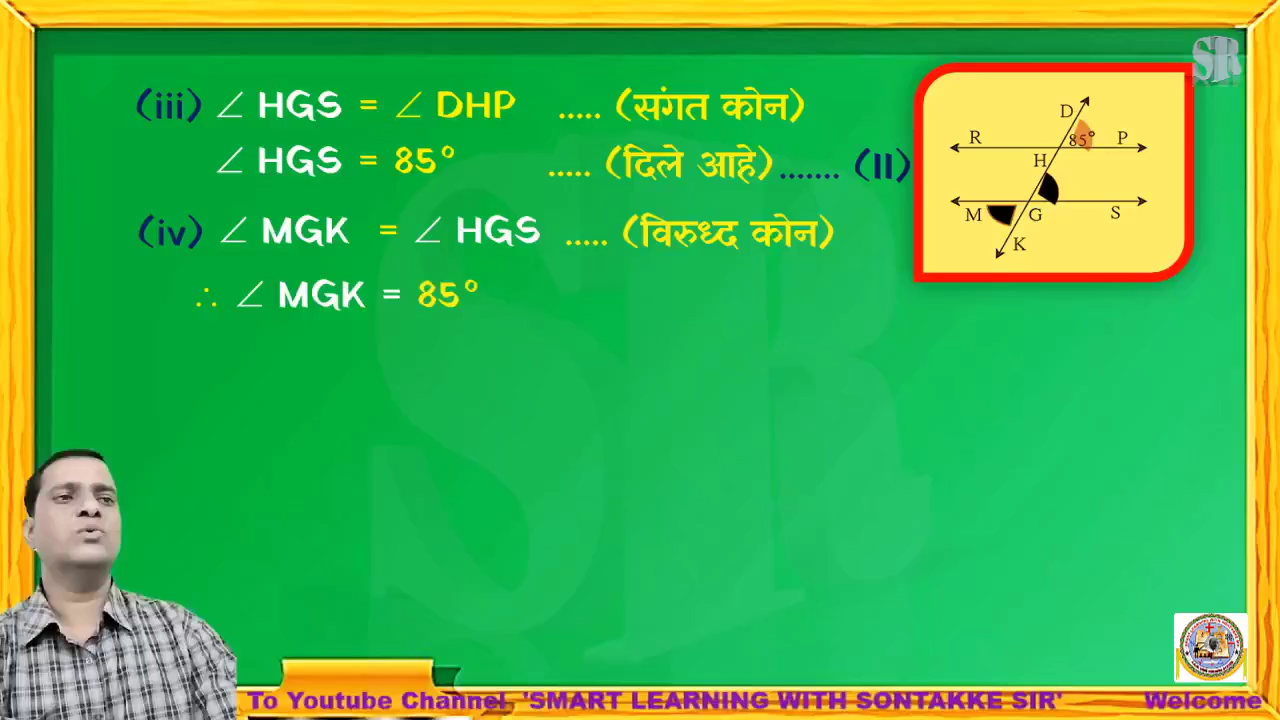 (iii) ∠ HGS = ∠ DHP ..... (संगत कोन)
∠ HGS = 85° ..... (दिले आहे) ....... (II)
(iv) ∠ MGK = ∠ HGS ..... (विरुध्द कोन)
∴ ∠ MGK = 85°
SR
D
R 85° P
H
M G S
K
To Youtube Channel 'SMART LEARNING WITH SONTAKKE SIR' Welcome